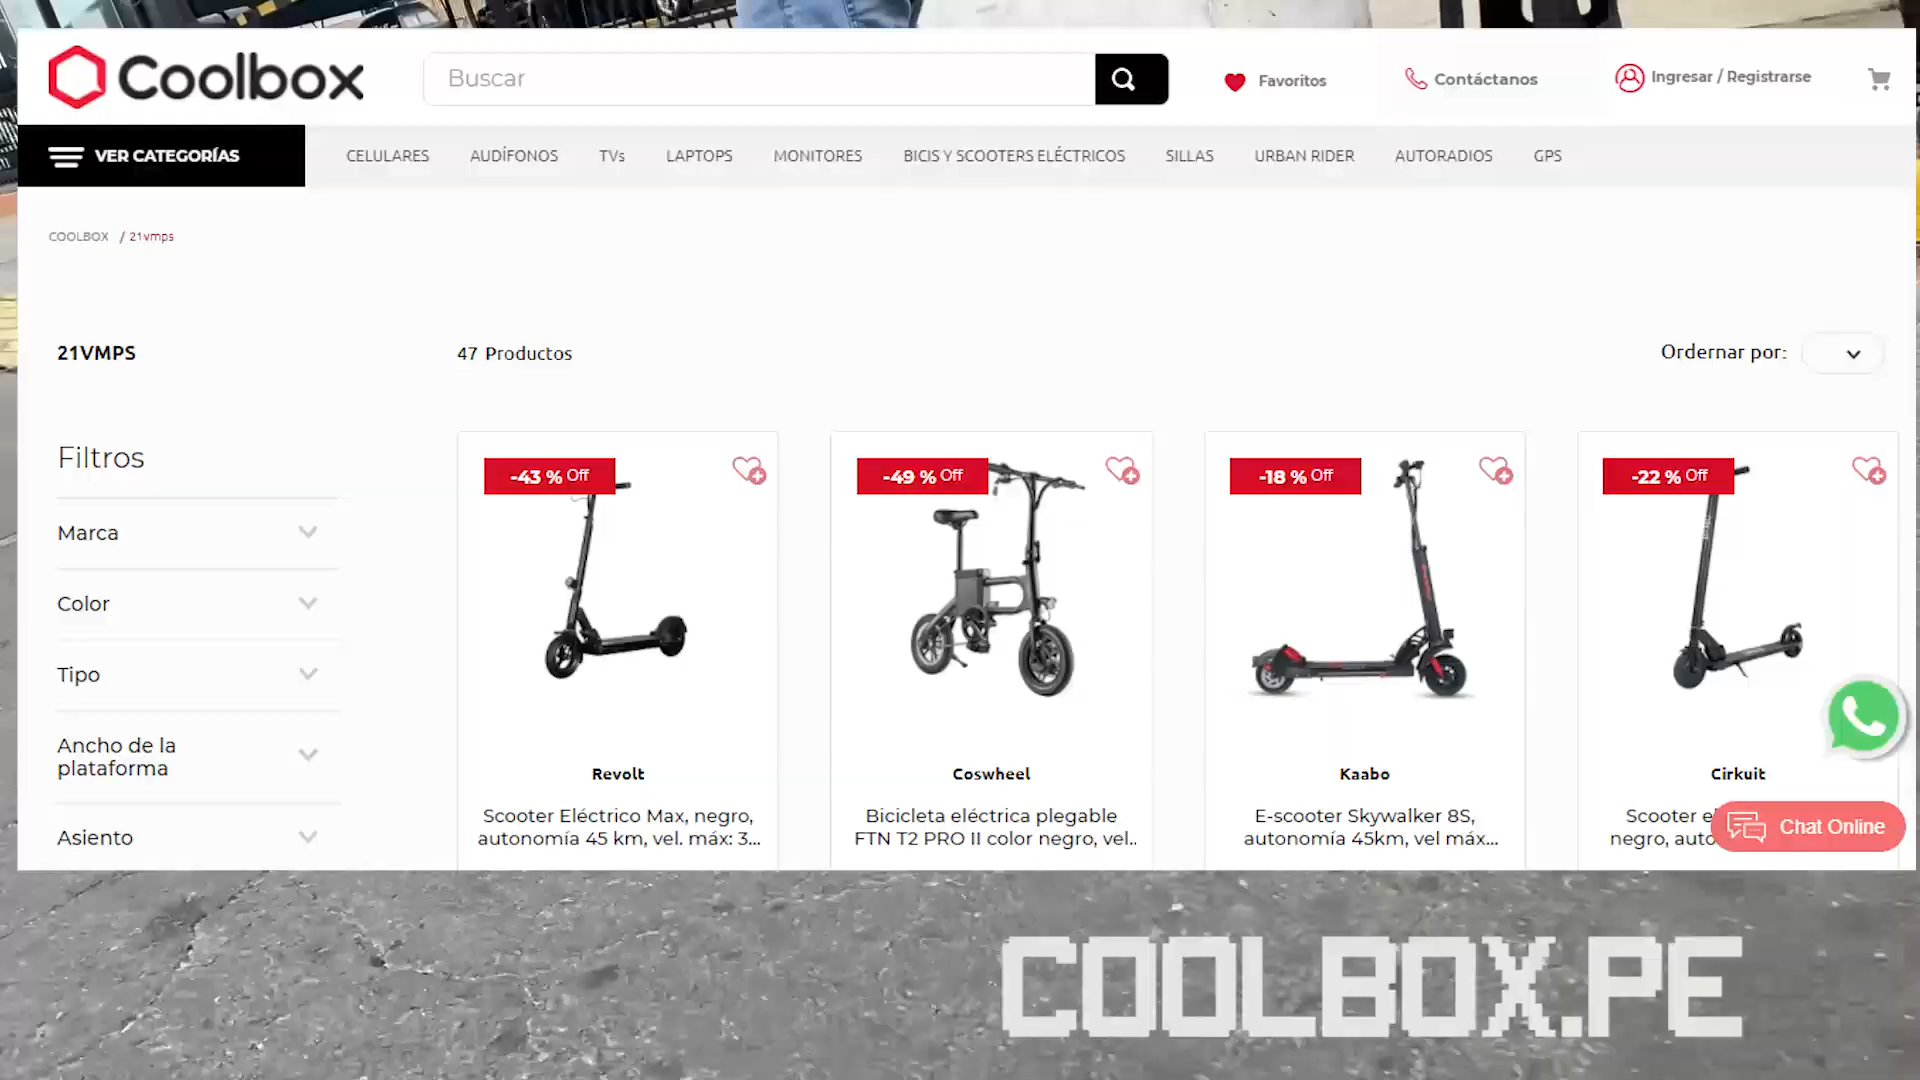 Coolbox
Buscar
Favoritos
Contáctanos
Ingresar / Registrarse
VER CATEGORÍAS
CELULARES
AUDÍFONOS
TVs
LAPTOPS
MONITORES
BICIS Y SCOOTERS ELÉCTRICOS
SILLAS
URBAN RIDER
AUTORADIOS
GPS
COOLBOX / 21vmps
21VMPS
47 Productos
Ordernar por:
Filtros
Marca
Color
Tipo
Ancho de la
plataforma
Asiento
-43 % Off
Revolt
Scooter Eléctrico Max, negro,
autonomía 45 km, vel. máx: 3...
-49 % Off
Coswheel
Bicicleta eléctrica plegable
FTN T2 PRO II color negro, vel..
-18 % Off
Kaabo
E-scooter Skywalker 8S,
autonomía 45km, vel máx...
-22 % Off
Cirkuit
Scooter
negro,
Chat Online
COOLBOX.PE